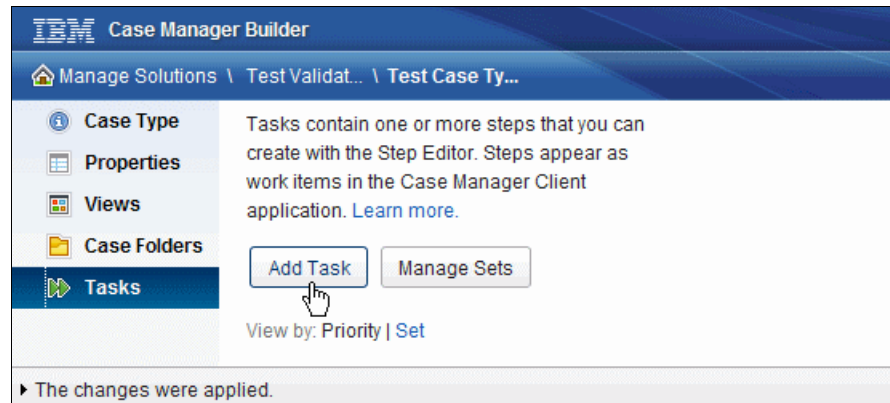 IBM Case Manager Builder
Manage Solutions \ Test Validat... \ Test Case Ty...
Case Type
Properties
Views
Case Folders
Tasks
Tasks contain one or more steps that you can
create with the Step Editor. Steps appear as
work items in the Case Manager Client
application. Learn more.
Add Task
Manage Sets
View by: Priority | Set
The changes were applied.